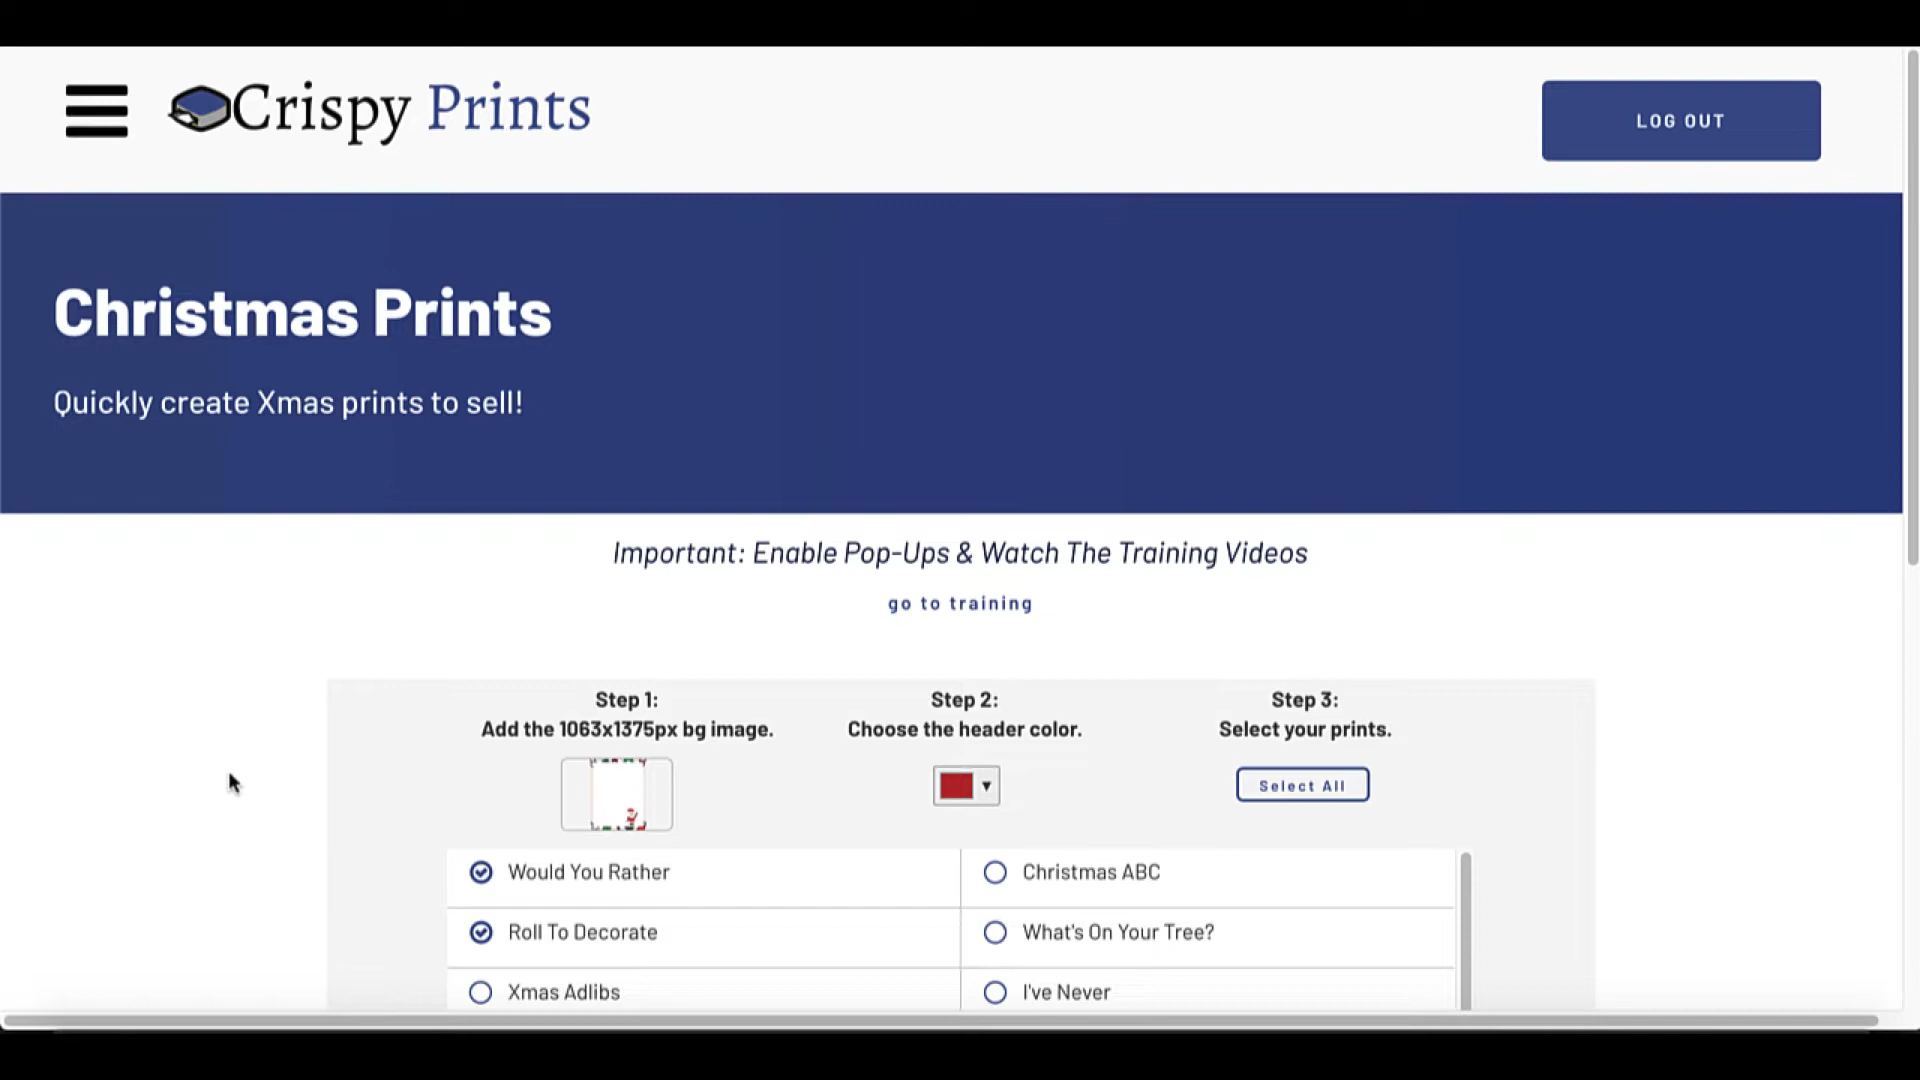 Crispy Prints
LOG OUT
Christmas Prints
Quickly create Xmas prints to sell!
Important: Enable Pop-Ups & Watch The Training Videos
go to training
Step 1:
Add the 1063x1375px bg image.
Step 2:
Choose the header color.
Step 3:
Select your prints.
Select All
Would You Rather
Christmas ABC
Roll To Decorate
What's On Your Tree?
Xmas Adlibs
I've Never